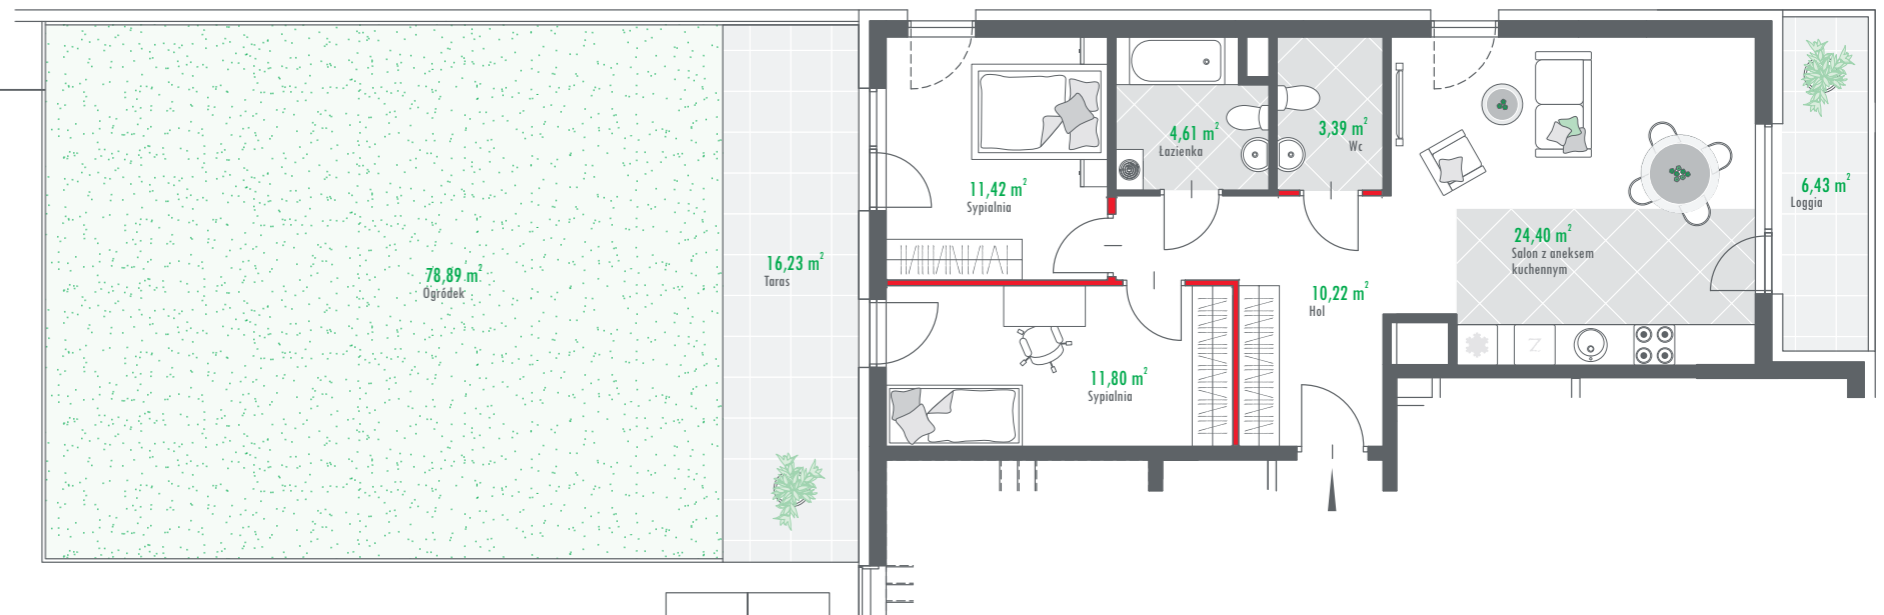 78,89 m²
Ogródek
16,23 m²
Taras
11,42 m²
Sypialnia
4,61 m²
Łazienka
3,39 m²
Wc
24,40 m²
Salon z aneksem
kuchennym
6,43 m²
Loggia
10,22 m²
Hol
11,80 m²
Sypialnia
Z